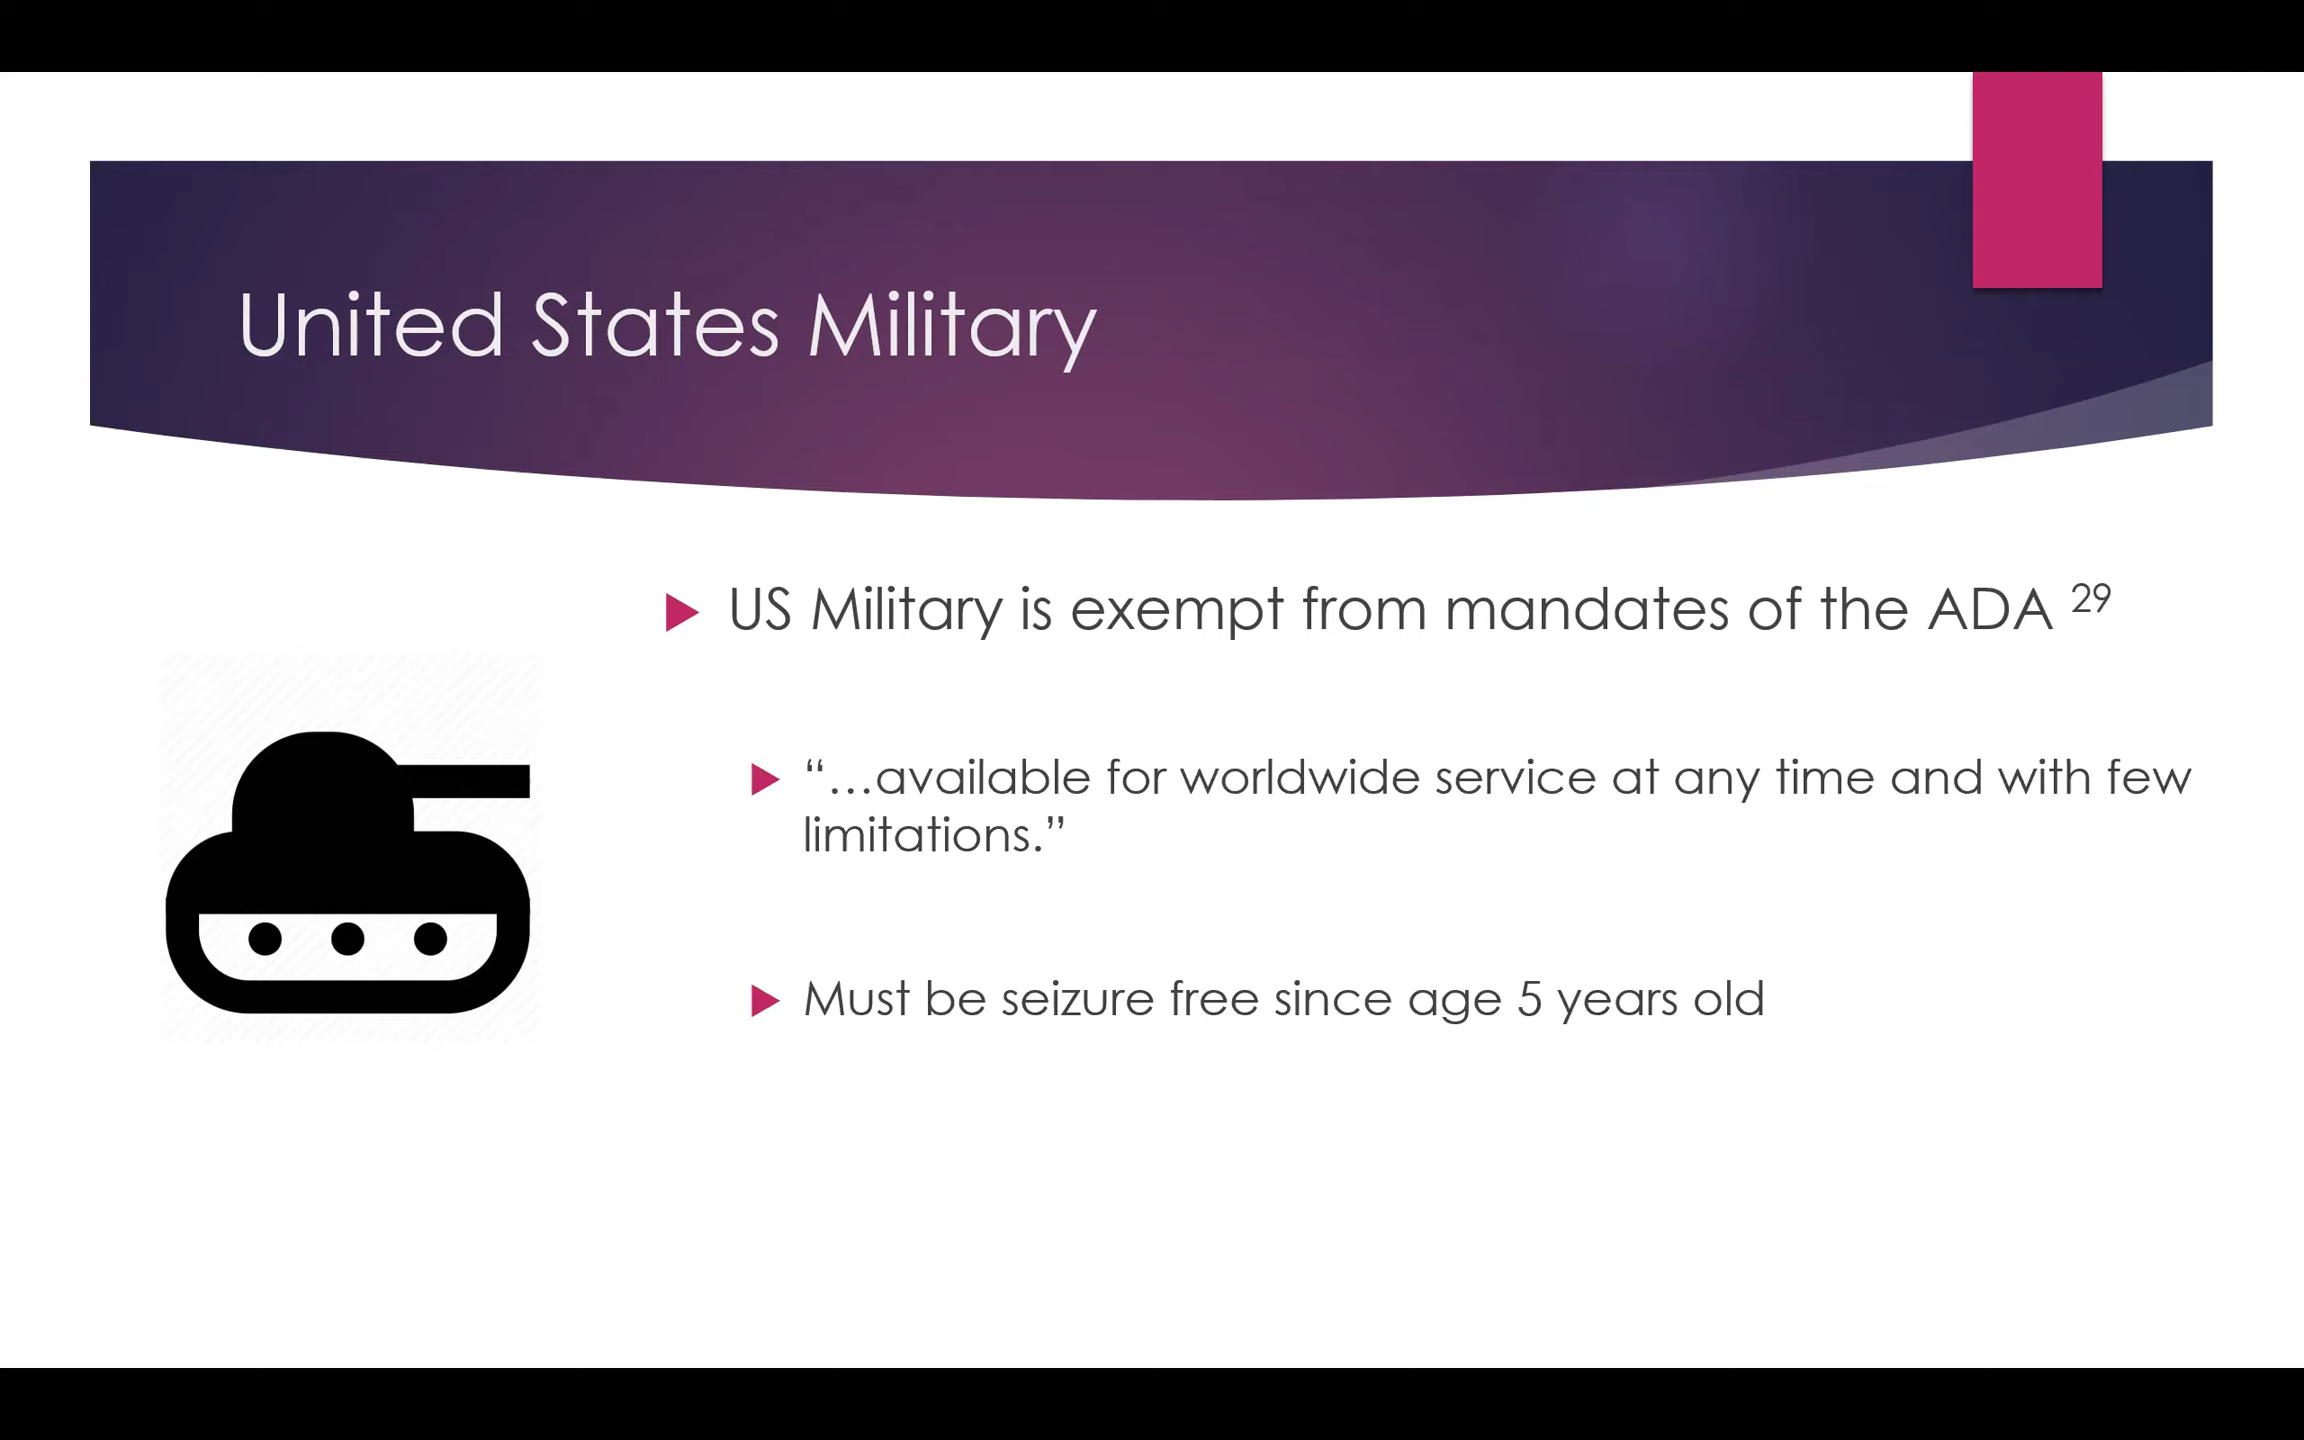 United States Military
US Military is exempt from mandates of the ADA 29
“…available for worldwide service at any time and with few
limitations.”
Must be seizure free since age 5 years old